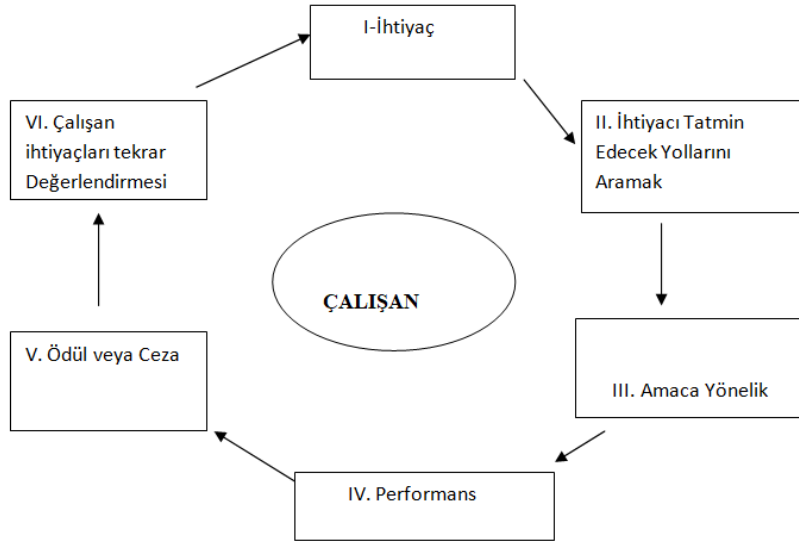 I-İhtiyaç
II. İhtiyacı Tatmin
Edecek Yollarını
Aramak
III. Amaca Yönelik
IV. Performans
V. Ödül veya Ceza
VI. Çalışan
ihtiyaçları tekrar
Değerlendirmesi
ÇALIŞAN